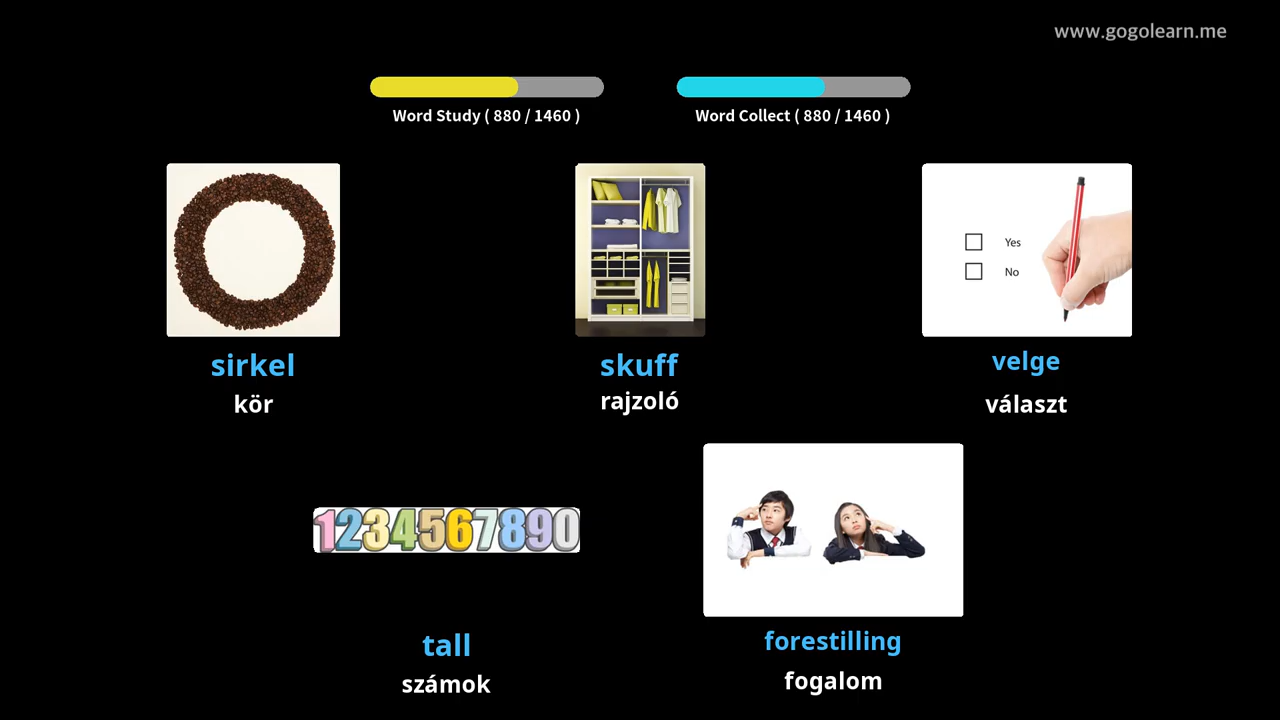 www.gogolearn.me
Word Study ( 880 / 1460 )
Word Collect ( 880 / 1460 )
Yes
No
sirkel
kör
skuff
rajzoló
velge
választ
1234567890
tall
számok
forestilling
fogalom